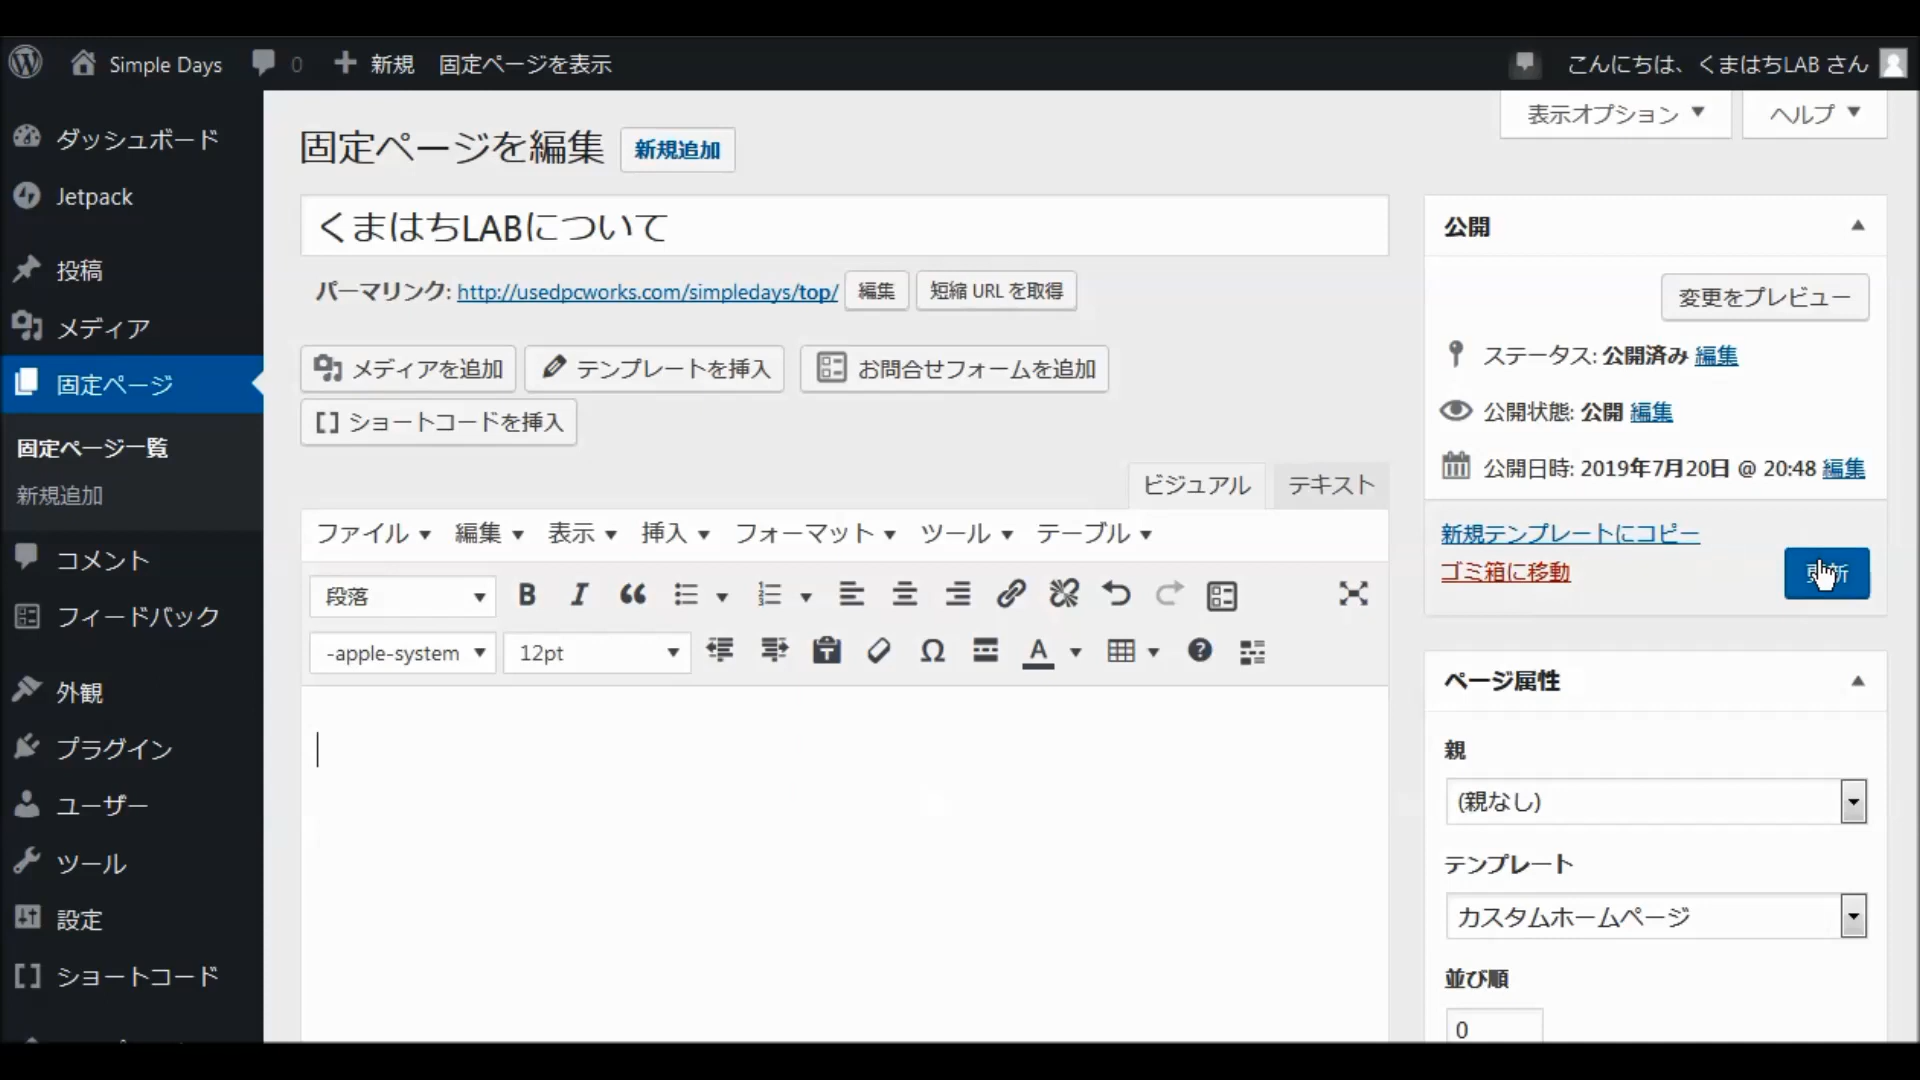 Simple Days 0 新規 固定ページを表示 こんにちは、くまはちLAB さん
表示オプション ヘルプ
ダッシュボード
Jetpack
投稿
メディア
固定ページ
固定ページ一覧
新規追加
コメント
フィードバック
外観
プラグイン
ユーザー
ツール
設定
ショートコード
固定ページを編集 新規追加
くまはちLABについて
パーマリンク: http://usedpcworks.com/simpledays/top/ 編集 短縮 URL を取得
メディアを追加 テンプレートを挿入 お問合せフォームを追加
ショートコードを挿入
ビジュアル テキスト
ファイル 編集 表示 挿入 フォーマット ツール テーブル
段落
-apple-system 12pt
公開
変更をプレビュー
ステータス: 公開済み 編集
公開状態: 公開 編集
公開日時: 2019年7月20日 @ 20:48 編集
新規テンプレートにコピー
ゴミ箱に移動 更新
ページ属性
親
(親なし)
テンプレート
カスタムホームページ
並び順
0